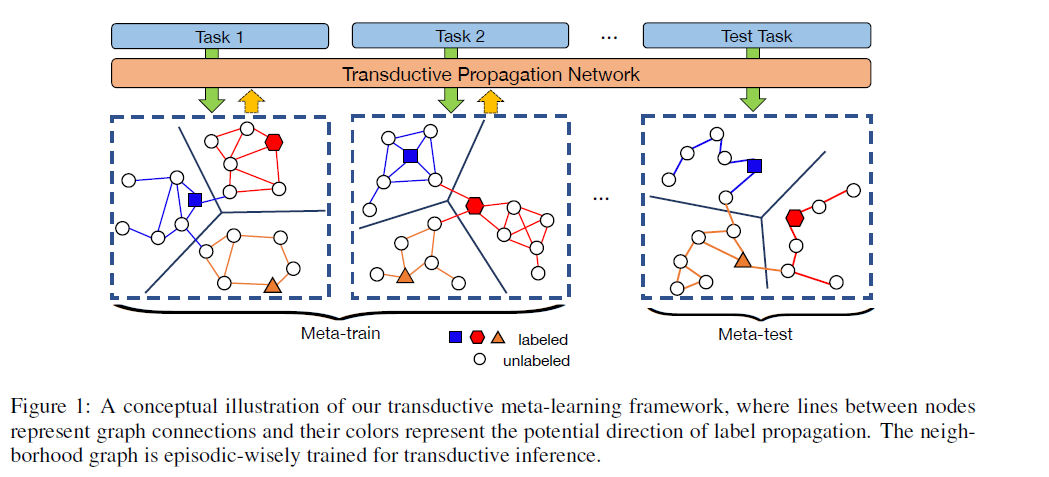 Task 1
Task 2
...
Test Task
Transductive Propagation Network
...
Meta-train
Meta-test
labeled
unlabeled
Figure 1: A conceptual illustration of our transductive meta-learning framework, where lines between nodes
represent graph connections and their colors represent the potential direction of label propagation. The neigh-
borhood graph is episodic-wisely trained for transductive inference.